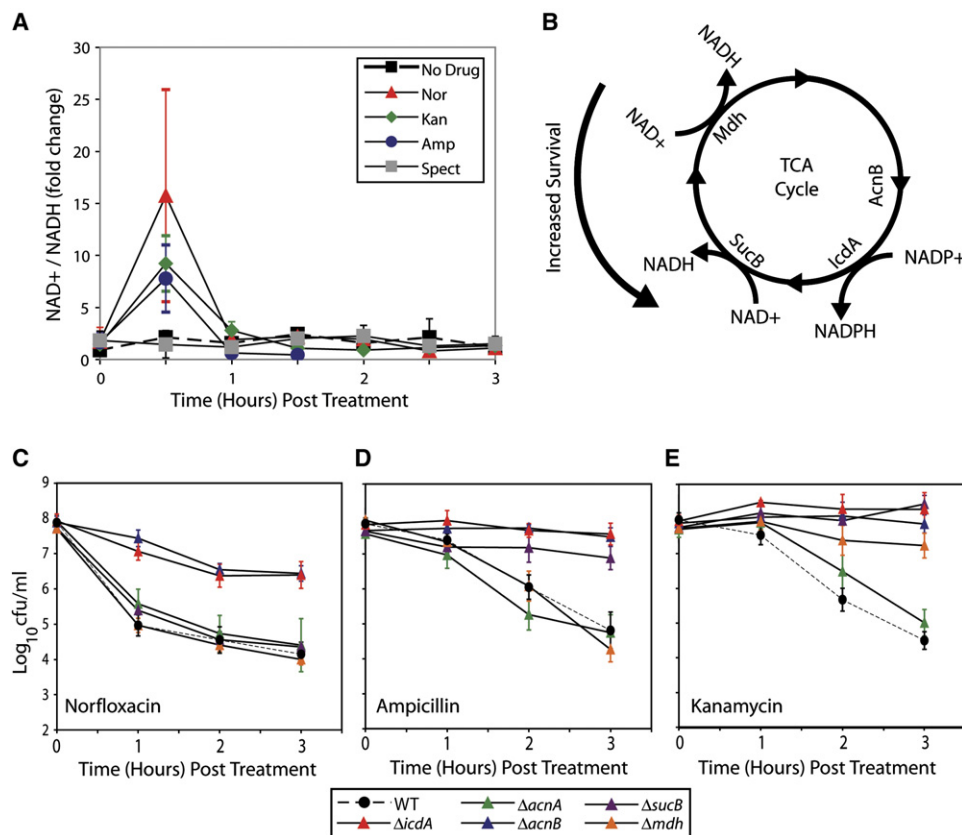 A
NAD+ / NADH (fold change)
30
25
20
15
10
5
0
0
1
2
3
Time (Hours) Post Treatment
No Drug
Nor
Kan
Amp
Spect
B
Increased Survival
NADH
NAD+
Mdh
TCA
Cycle
AcnB
IcdA
NADP+
NADPH
SucB
NADH
NAD+
C
Log10cfu/ml
9
8
7
6
5
4
3
2
Norfloxacin
0
1
2
3
Time (Hours) Post Treatment
D
Ampicillin
0
1
2
3
Time (Hours) Post Treatment
E
Kanamycin
0
1
2
3
Time (Hours) Post Treatment
WT
ΔacnA
ΔsucB
ΔicdA
ΔacnB
Δmdh